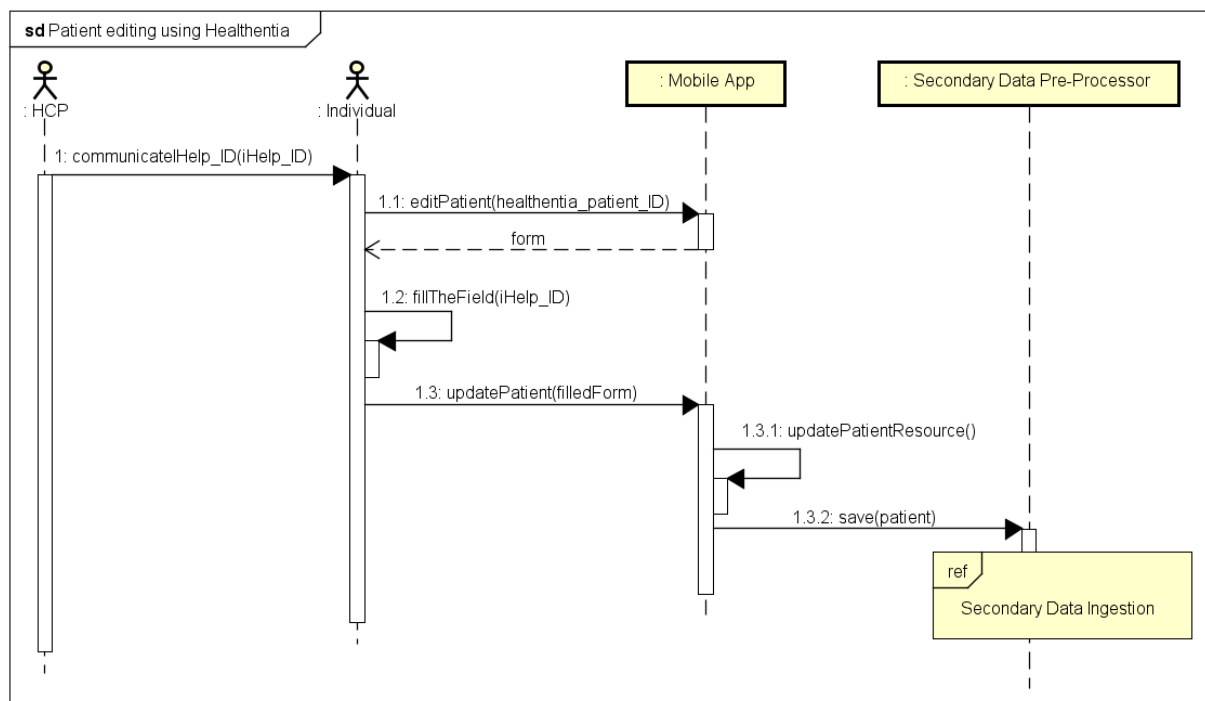 sd Patient editing using Healthentia
: HCP
: Individual
: Mobile App
: Secondary Data Pre-Processor
1: communicateIHelp_ID(iHelp_ID)
1.1: editPatient(healthentia_patient_ID)
form
1.2: fillTheField(iHelp_ID)
1.3: updatePatient(filledForm)
1.3.1: updatePatientResource()
1.3.2: save(patient)
ref
Secondary Data Ingestion